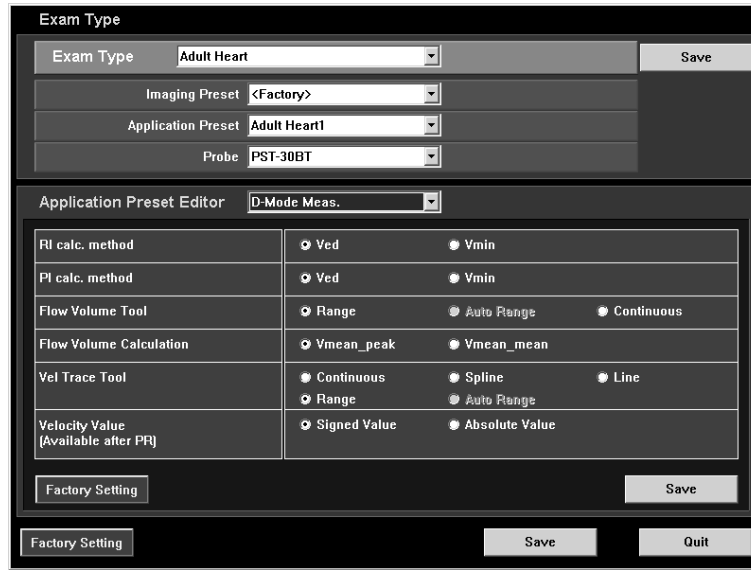 Exam Type
Exam Type Adult Heart Save
Imaging Preset <Factory>
Application Preset Adult Heart1
Probe PST-30BT
Application Preset Editor D-Mode Meas.
RI calc. method Ved Vmin
PI calc. method Ved Vmin
Flow Volume Tool Range Auto Range Continuous
Flow Volume Calculation Vmean_peak Vmean_mean
Vel Trace Tool Continuous Spline Line
Range Auto Range
Velocity Value Signed Value Absolute Value
(Available after PR)
Factory Setting Save
Factory Setting Save Quit